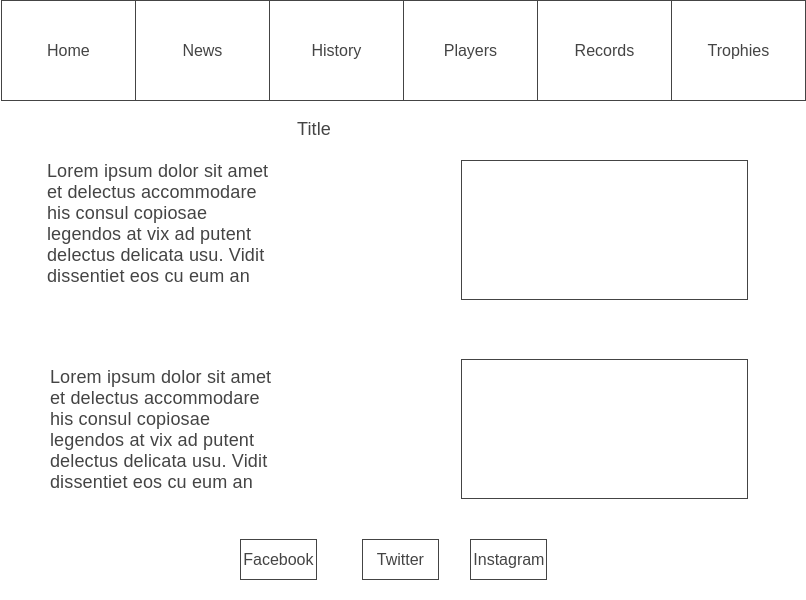 Home News History Players Records Trophies
Title
Lorem ipsum dolor sit amet
et delectus accommodare
his consul copiosae
legendos at vix ad putent
delectus delicata usu. Vidit
dissentiet eos cu eum an
Lorem ipsum dolor sit amet
et delectus accommodare
his consul copiosae
legendos at vix ad putent
delectus delicata usu. Vidit
dissentiet eos cu eum an
Facebook Twitter Instagram